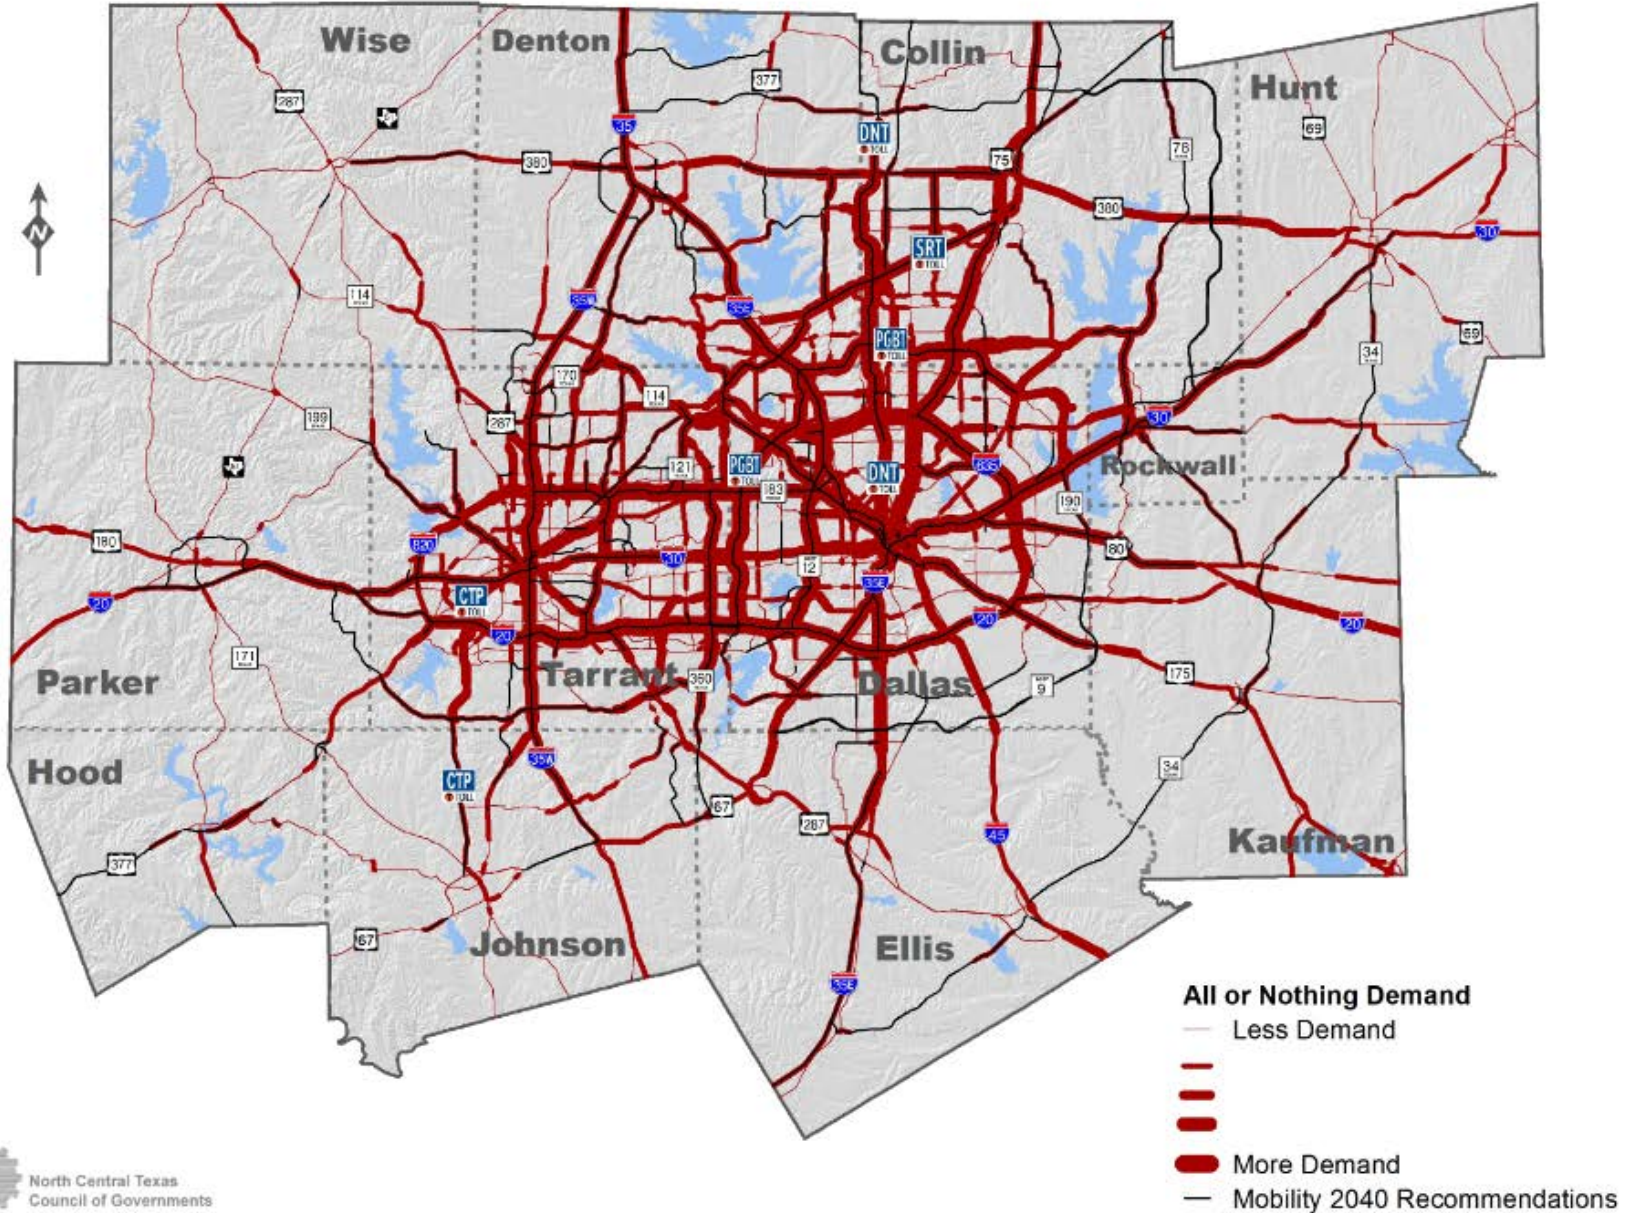 Wise
Denton
Collin
Hunt
287
377
69
35
DNT
TOLL
380
75
78
380
30
SRT
TOLL
114
35W
35E
PGBT
TOLL
69
34
170
114
199
287
30
121
PGBT
TOLL
DNT
TOLL
635
Rockwall
183
190
180
820
30
12
80
20
CTP
TOLL
35E
20
20
20
171
Parker
Tarrant
360
Dallas
LOOP
9
175
Hood
CTP
TOLL
35W
34
67
287
45
Kaufman
377
67
Johnson
Ellis
35E
All or Nothing Demand
Less Demand
More Demand
Mobility 2040 Recommendations
North Central Texas
Council of Governments
N